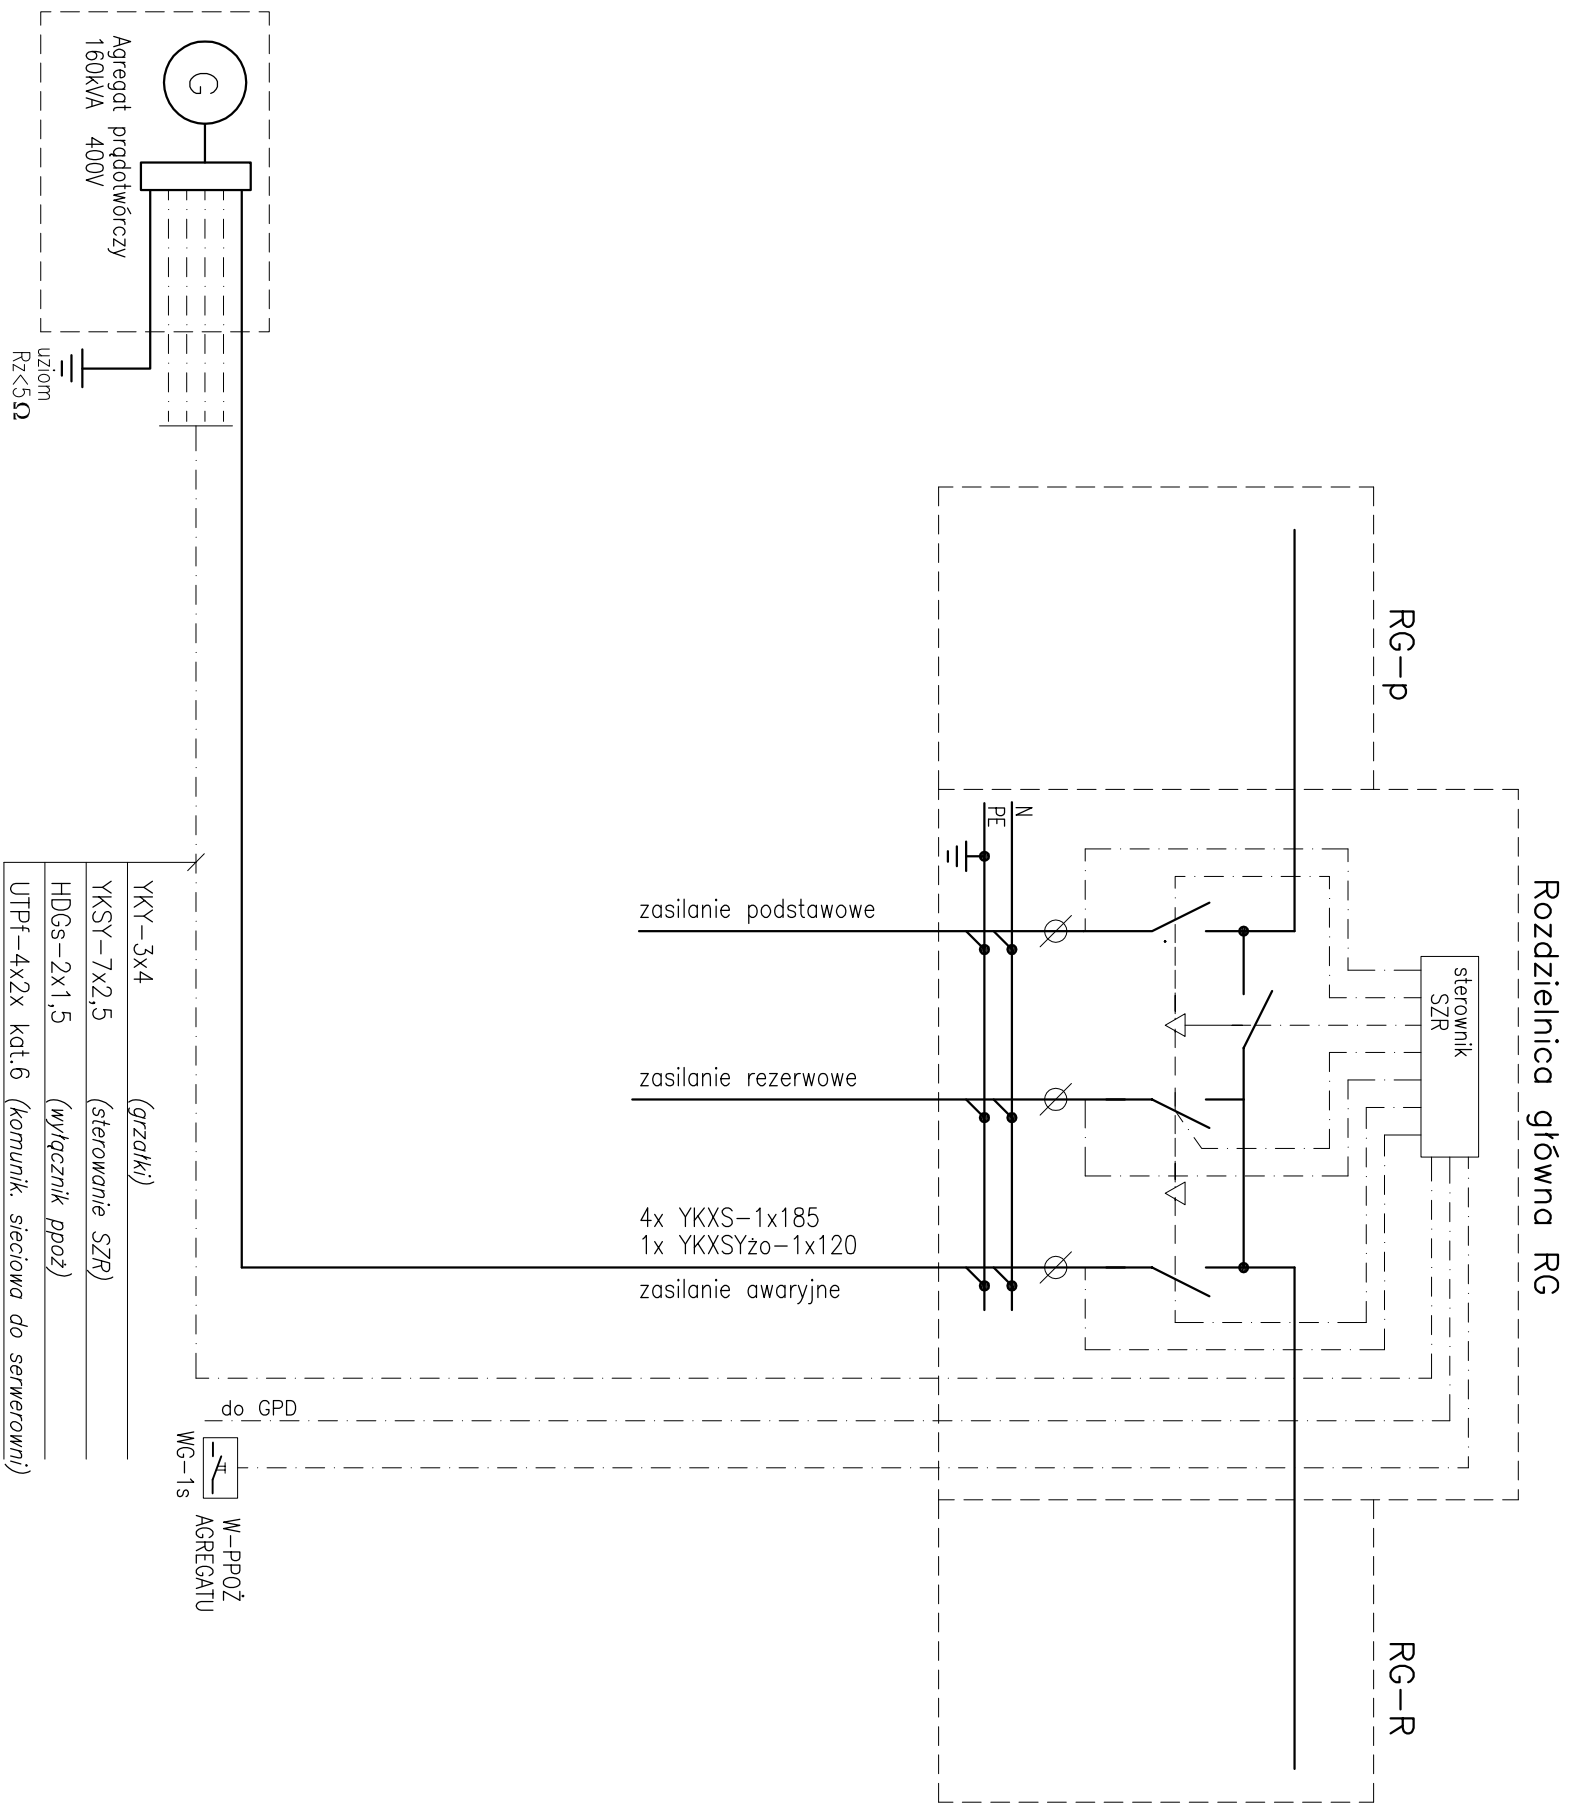 Rozdzielnica główna RG
RG-p
RG-R
sterownik
SZR
N
PE
zasilanie podstawowe
zasilanie rezerwowe
4x YKXS-1x185
1x YKXSYżo-1x120
zasilanie awaryjne
G
Agregat prądotwórczy
160kVA 400V
uziom
Rz<5Ω
do GPD
WG-1s
W-PPOŻ
AGREGATU
YKY-3x4 (grzałki)
YKSY-7x2,5 (sterowanie SZR)
HDGs-2x1,5 (wyłącznik ppoż)
UTPf-4x2x kat.6 (komunik. sieciowa do serwerowni)